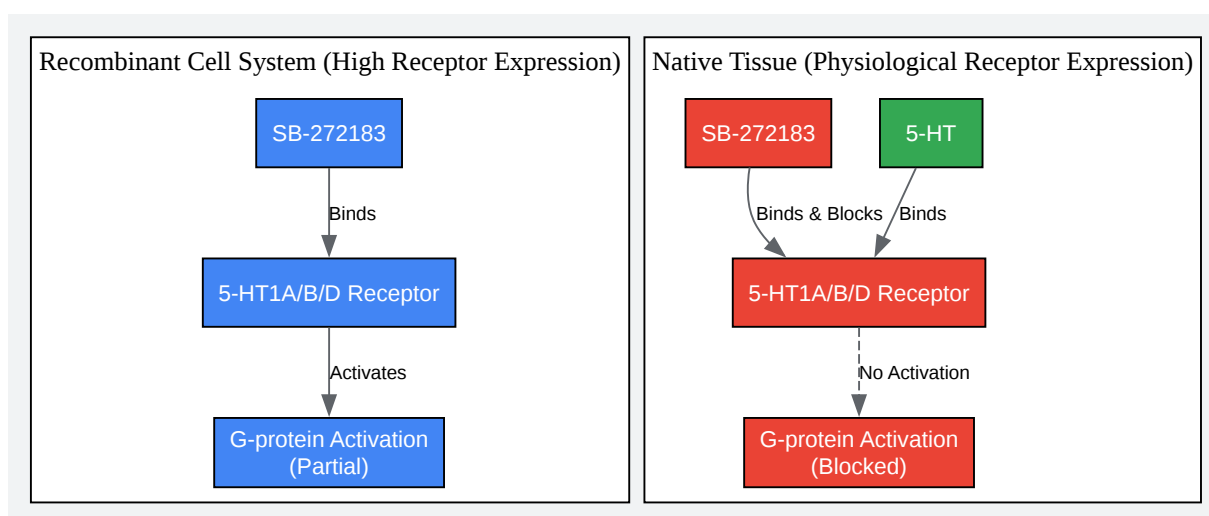 Recombinant Cell System (High Receptor Expression)
SB-272183
Binds
5-HT1A/B/D Receptor
Activates
G-protein Activation
(Partial)
Native Tissue (Physiological Receptor Expression)
SB-272183
5-HT
Binds & Blocks
Binds
5-HT1A/B/D Receptor
No Activation
G-protein Activation
(Blocked)